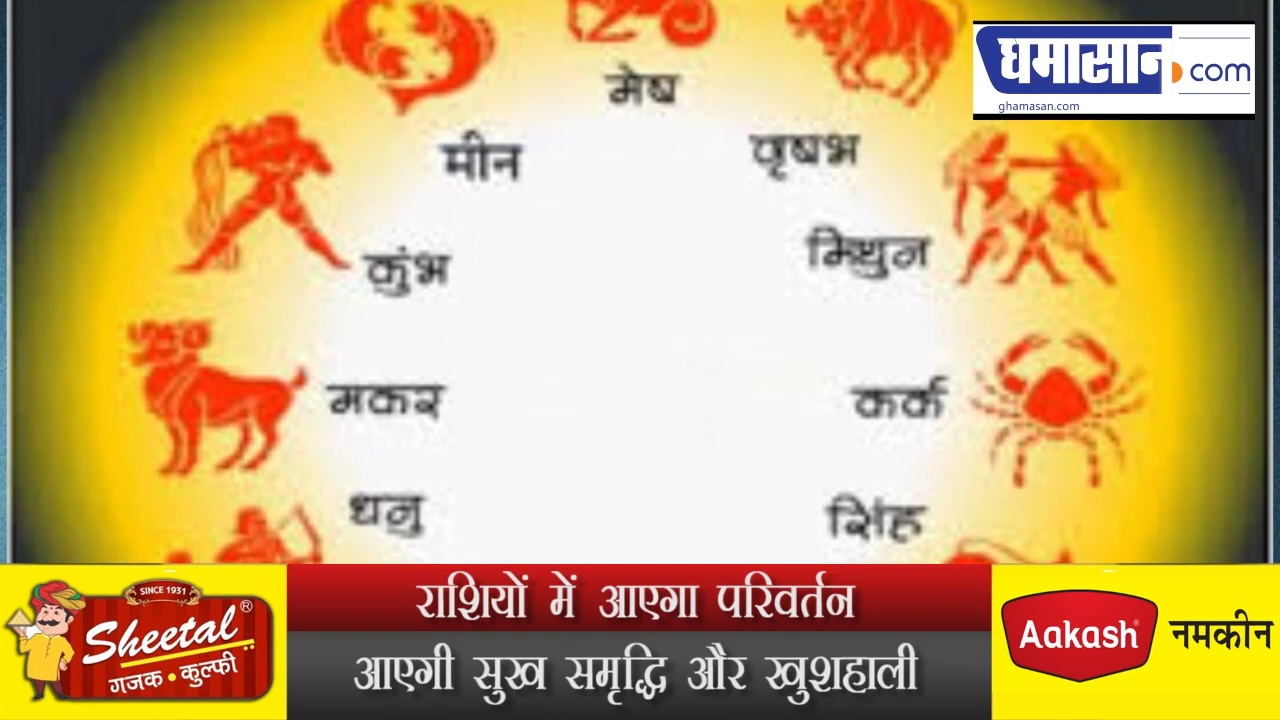 घमासान.com
ghamasan.com
मेष
मीन
वृषभ
कुंभ
मिथुन
मकर
कर्क
धनु
सिंह
SINCE 1931
Sheetal®
गजक • कुल्फी
राशियों में आएगा परिवर्तन
आएगी सुख समृद्धि और खुशहाली
Aakash®
नमकीन